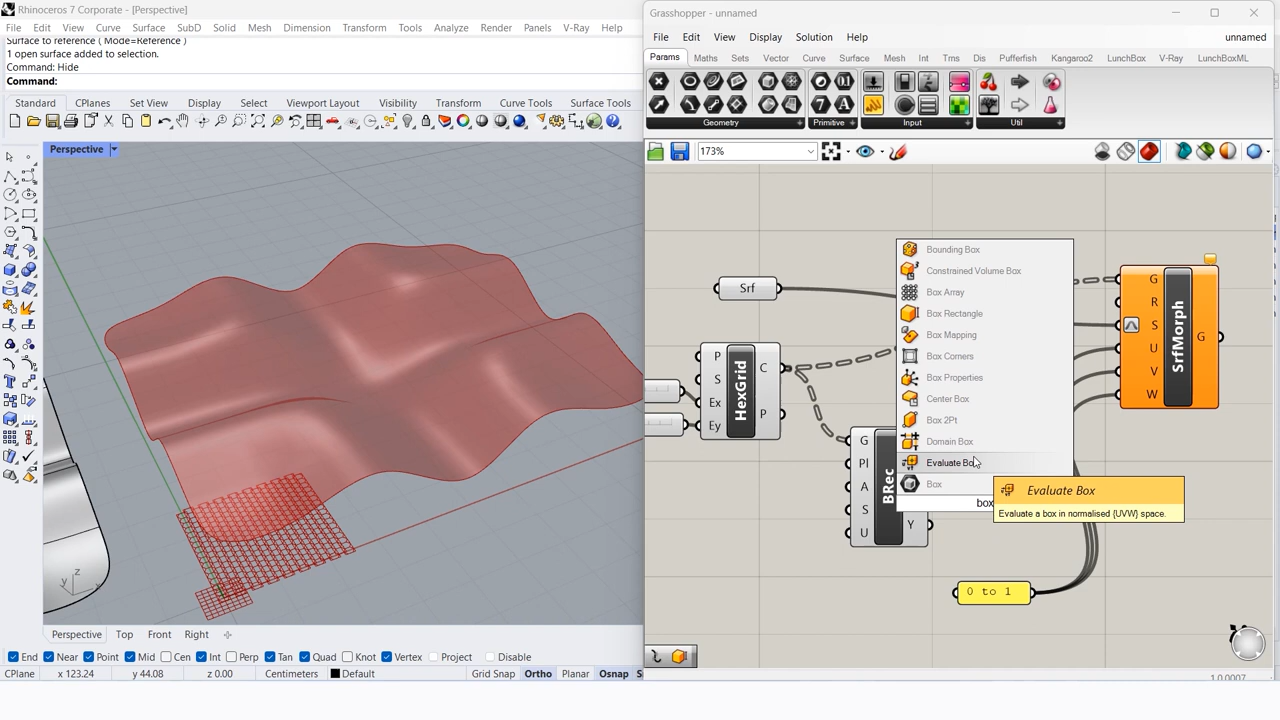 Rhinoceros 7 Corporate - [Perspective]
File Edit View Curve Surface SubD Solid Mesh Dimension Transform Tools Analyze Render Panels V-Ray Help
Surface to reference ( Mode=Reference )
1 open surface added to selection.
Command: Hide
Command:
Standard CPlanes Set View Display Select Viewport Layout Visibility Transform Curve Tools Surface Tools
Perspective
z
y
x
Perspective Top Front Right
End Near Point Mid Cen Int Perp Tan Quad Knot Vertex Project Disable
CPlane x 123.24 y 44.08 z 0.00 Centimeters Default Grid Snap Ortho Planar Osnap
Grasshopper - unnamed
File Edit View Display Solution Help unnamed
Params Maths Sets Vector Curve Surface Mesh Int Trns Dis Pufferfish Kangaroo2 LunchBox V-Ray LunchBoxML
Geometry Primitive Input Util
173%
Srf
HexGrid
P
S
Ex
Ey
C
P
BRec
G
Pl
A
S
U
Y
Bounding Box
Constrained Volume Box
Box Array
Box Rectangle
Box Mapping
Box Corners
Box Properties
Center Box
Box 2Pt
Domain Box
Evaluate Box
Box
box
Evaluate Box
Evaluate a box in normalised {UVW} space.
0 to 1
SrfMorph
G
R
S
U
V
W
G
1.0.0007